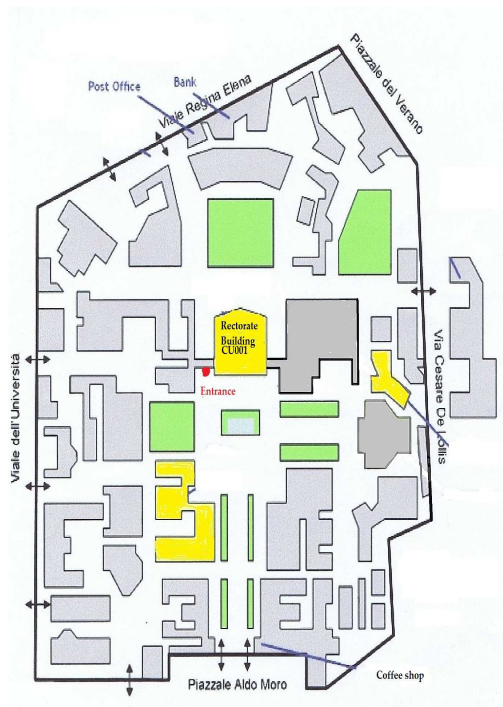 Piazzale del Verano
Viale Regina Elena
Bank
Post Office
Rectorate
Building
CU001
Entrance
Via Cesare De Lollis
Viale dell'Università
Coffee shop
Piazzale Aldo Moro